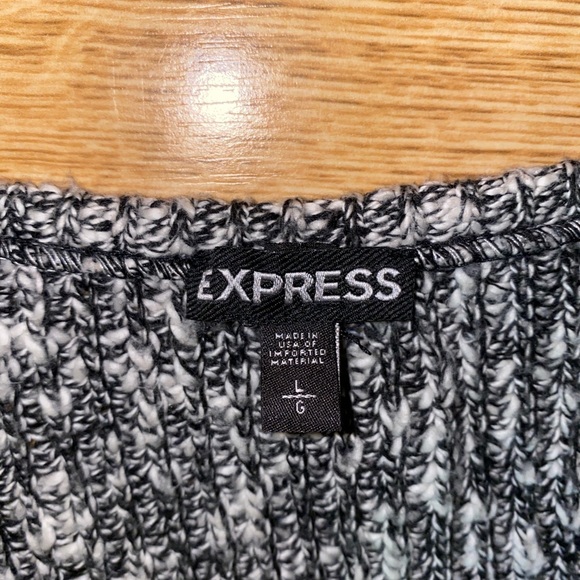 EXPRESS
MADE IN
USA OF
IMPORTED
MATERIAL
L
G